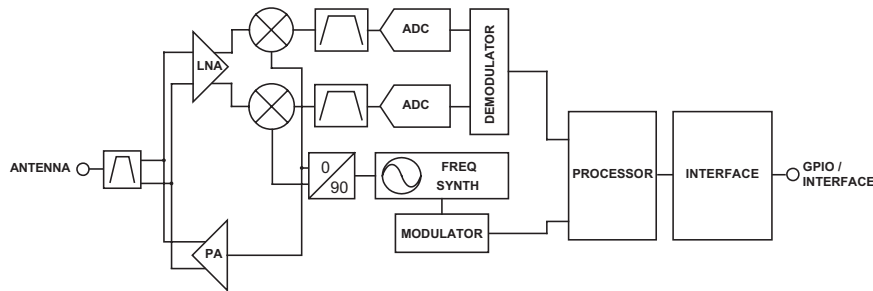 ADC
LNA
DEMODULATOR
ADC
ANTENNA
0
90
FREQ
SYNTH
PROCESSOR
INTERFACE
GPIO /
INTERFACE
MODULATOR
PA